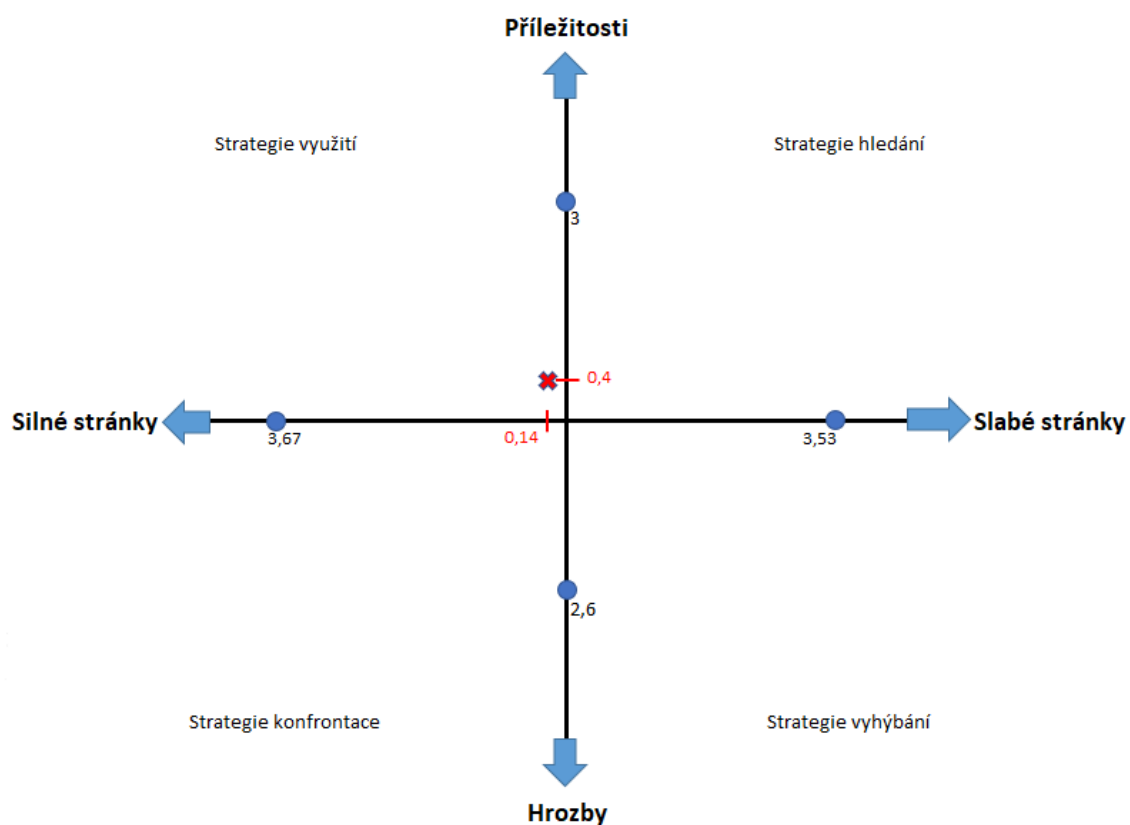 Příležitosti
Strategie využití
Strategie hledání
3
0,4
Silné stránky
Slabé stránky
3,67
0,14
3,53
2,6
Strategie konfrontace
Strategie vyhýbání
Hrozby